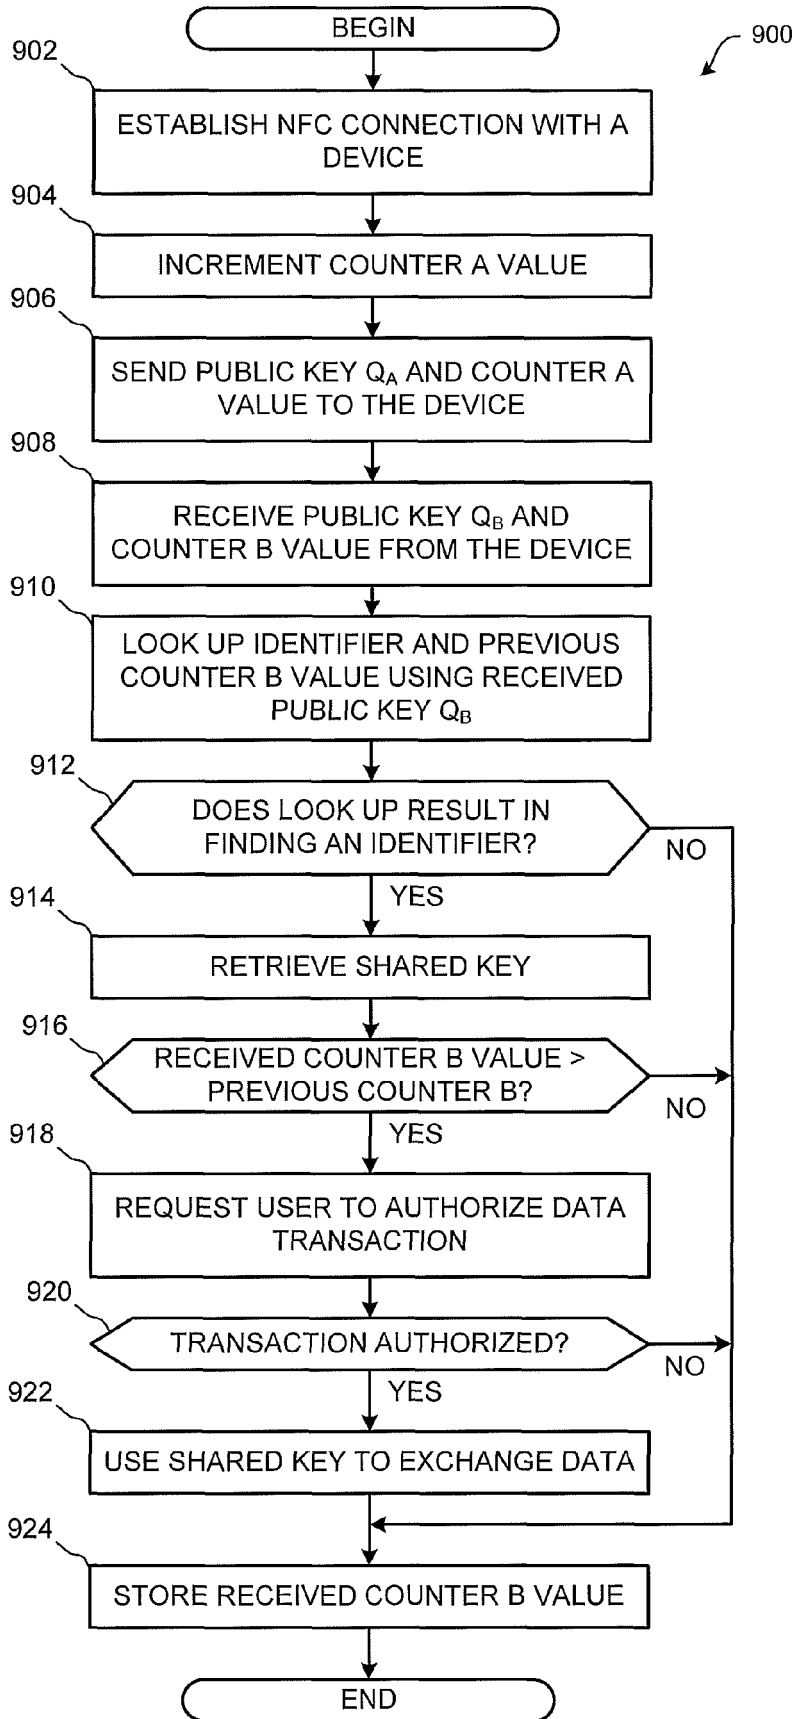 BEGIN
900
902
ESTABLISH NFC CONNECTION WITH A
DEVICE
904
INCREMENT COUNTER A VALUE
906
SEND PUBLIC KEY Q_A AND COUNTER A
VALUE TO THE DEVICE
908
RECEIVE PUBLIC KEY Q_B AND
COUNTER B VALUE FROM THE DEVICE
910
LOOK UP IDENTIFIER AND PREVIOUS
COUNTER B VALUE USING RECEIVED
PUBLIC KEY Q_B
912
DOES LOOK UP RESULT IN
FINDING AN IDENTIFIER?
NO
YES
914
RETRIEVE SHARED KEY
916
RECEIVED COUNTER B VALUE >
PREVIOUS COUNTER B?
NO
YES
918
REQUEST USER TO AUTHORIZE DATA
TRANSACTION
920
TRANSACTION AUTHORIZED?
NO
YES
922
USE SHARED KEY TO EXCHANGE DATA
924
STORE RECEIVED COUNTER B VALUE
END